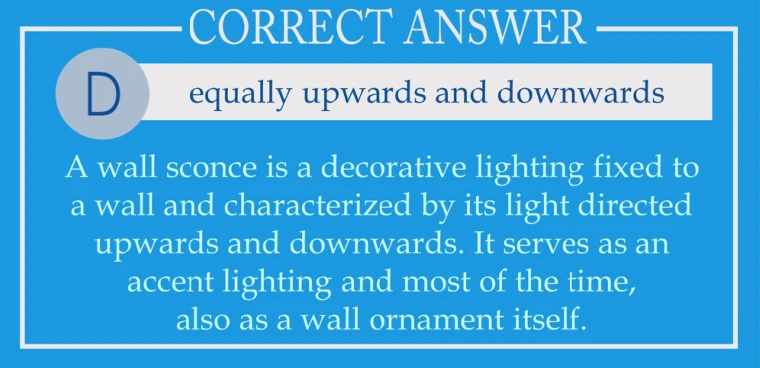 CORRECT ANSWER
D
equally upwards and downwards
A wall sconce is a decorative lighting fixed to
a wall and characterized by its light directed
upwards and downwards. It serves as an
accent lighting and most of the time,
also as a wall ornament itself.